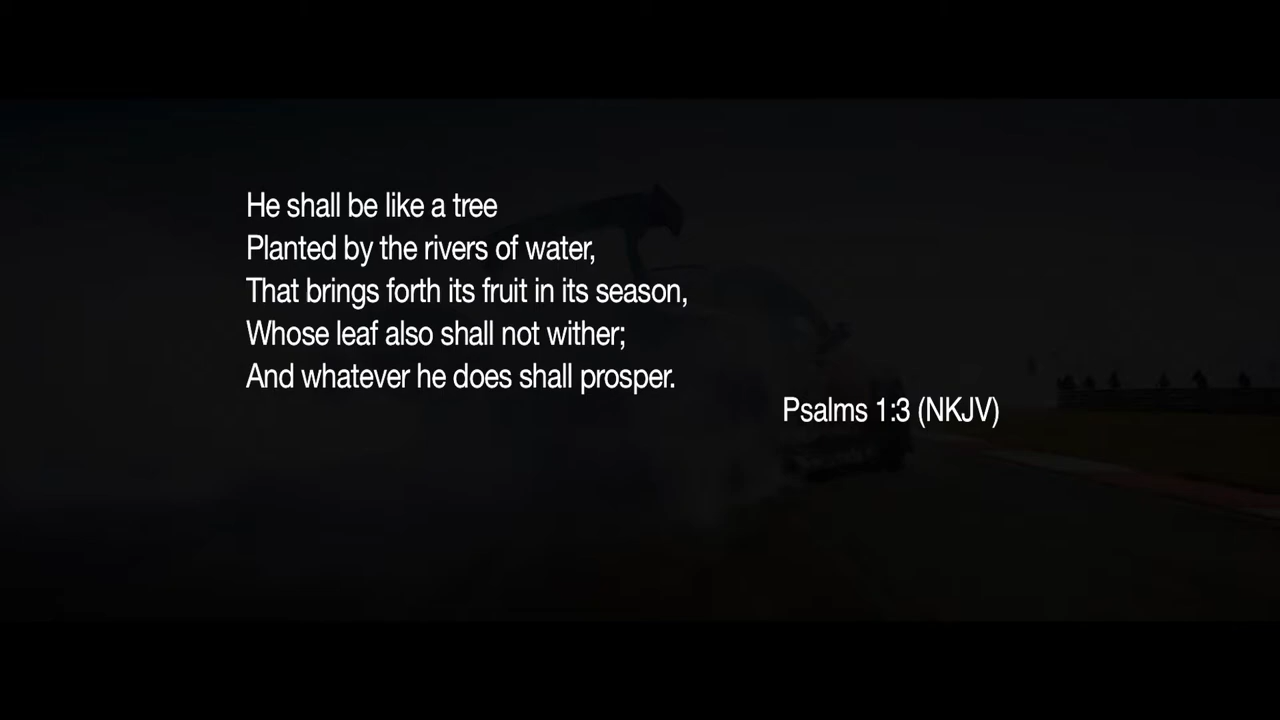 He shall be like a tree
Planted by the rivers of water,
That brings forth its fruit in its season,
Whose leaf also shall not wither;
And whatever he does shall prosper.
Psalms 1:3 (NKJV)